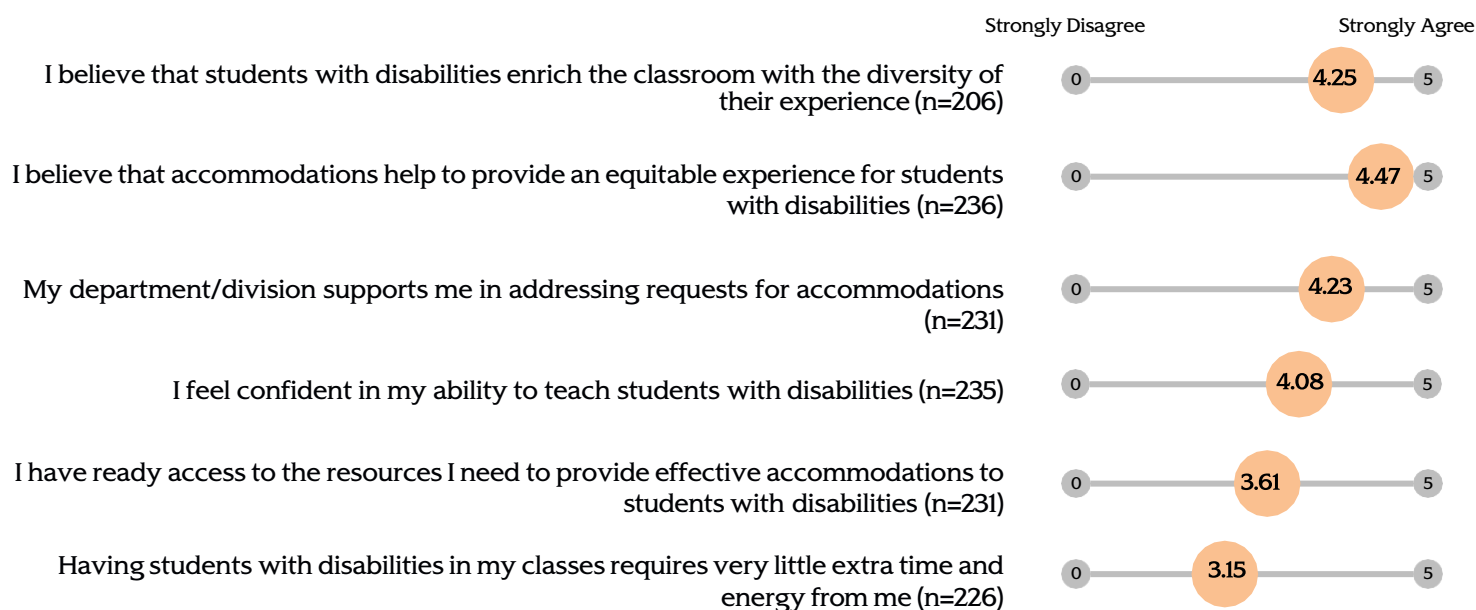 Strongly Disagree Strongly Agree
I believe that students with disabilities enrich the classroom with the diversity of
their experience (n=206)
0 4.25 5
I believe that accommodations help to provide an equitable experience for students
with disabilities (n=236)
0 4.47 5
My department/division supports me in addressing requests for accommodations
(n=231)
0 4.23 5
I feel confident in my ability to teach students with disabilities (n=235)
0 4.08 5
I have ready access to the resources I need to provide effective accommodations to
students with disabilities (n=231)
0 3.61 5
Having students with disabilities in my classes requires very little extra time and
energy from me (n=226)
0 3.15 5